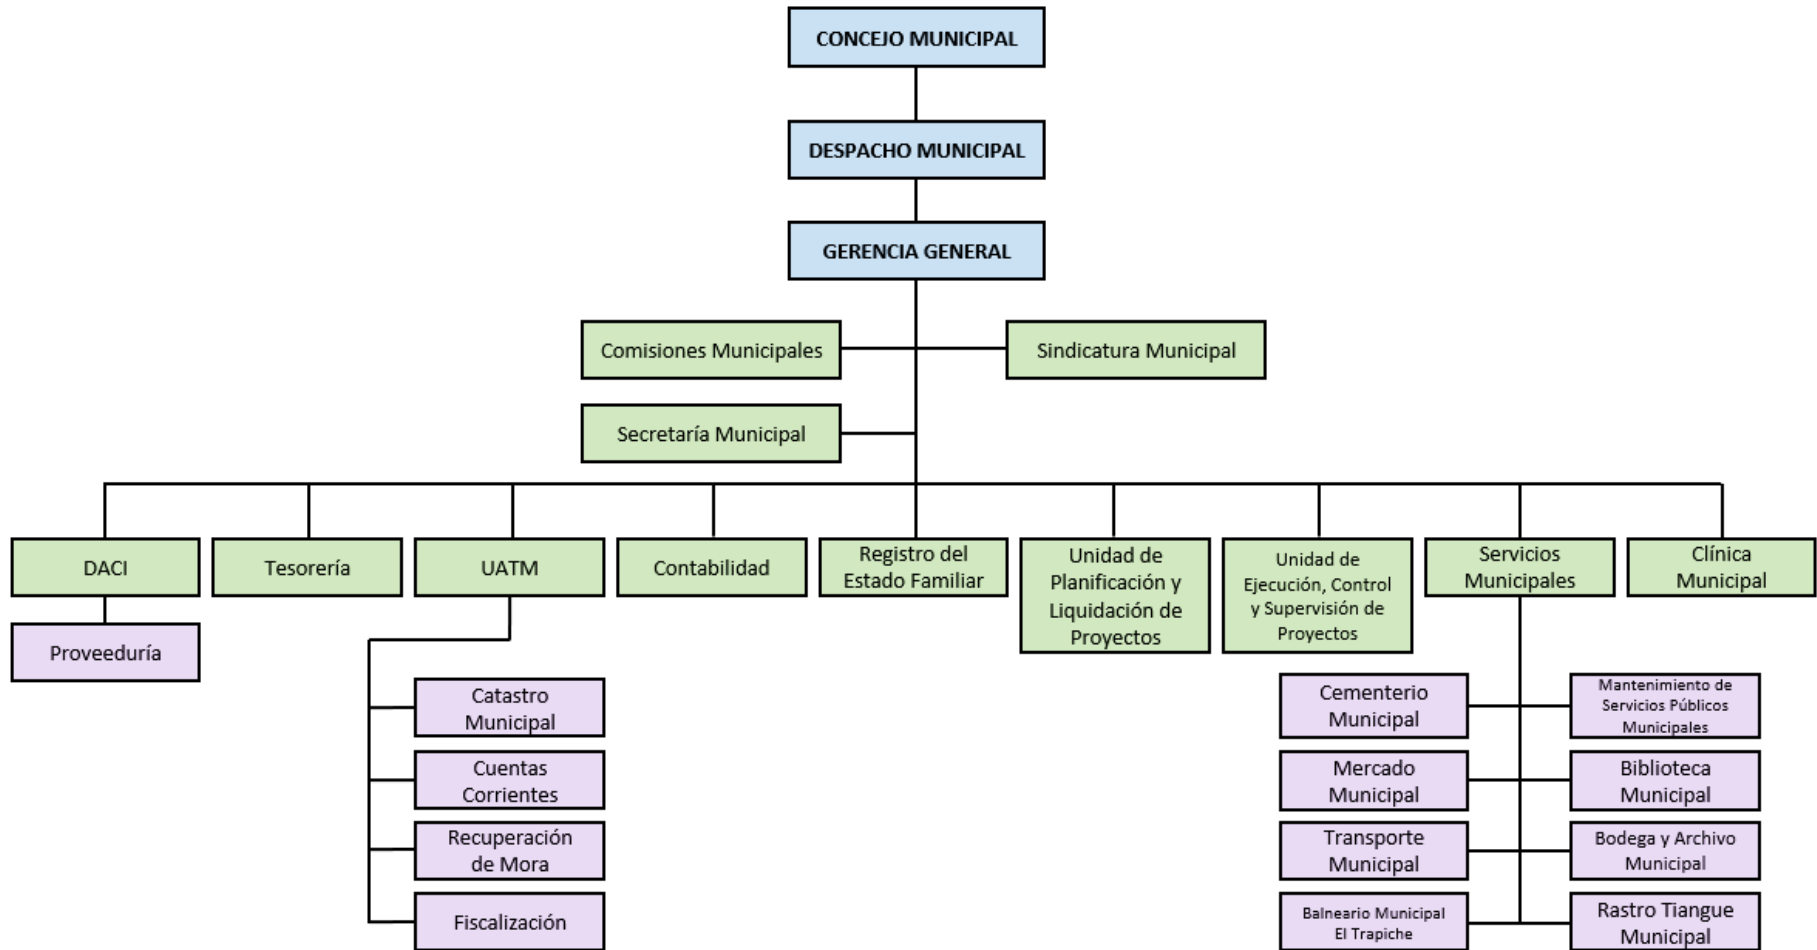 CONCEJO MUNICIPAL
DESPACHO MUNICIPAL
GERENCIA GENERAL
Comisiones Municipales
Sindicatura Municipal
Secretaría Municipal
DACI
Tesorería
UATM
Contabilidad
Registro del
Estado Familiar
Unidad de
Planificación y
Liquidación de
Proyectos
Unidad de
Ejecución, Control
y Supervisión de
Proyectos
Servicios
Municipales
Clínica
Municipal
Proveeduría
Catastro
Municipal
Cuentas
Corrientes
Recuperación
de Mora
Fiscalización
Cementerio
Municipal
Mantenimiento de
Servicios Públicos
Municipales
Mercado
Municipal
Biblioteca
Municipal
Transporte
Municipal
Bodega y Archivo
Municipal
Balneario Municipal
El Trapiche
Rastro Tiangue
Municipal